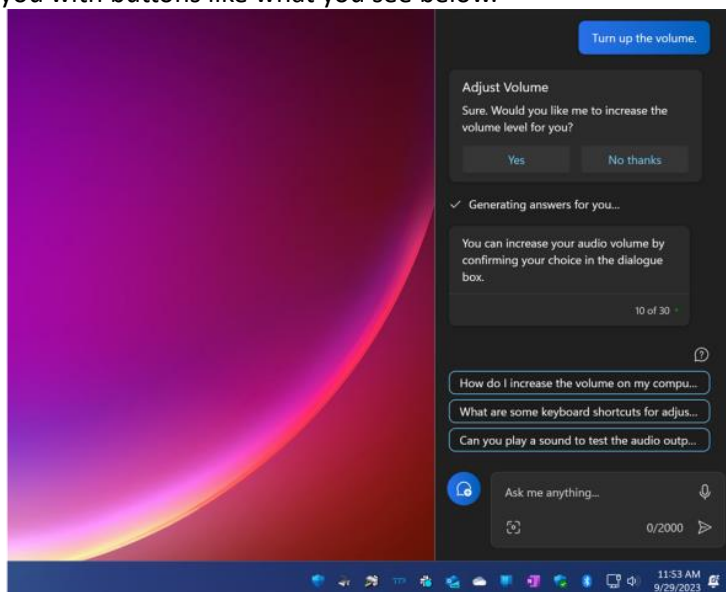 you with buttons like what you see below.
Turn up the volume.
Adjust Volume
Sure. Would you like me to increase the
volume level for you?
Yes
No thanks
Generating answers for you...
You can increase your audio volume by
confirming your choice in the dialogue
box.
10 of 30
How do I increase the volume on my compu...
What are some keyboard shortcuts for adjus...
Can you play a sound to test the audio outp...
Ask me anything...
0/2000
11:53 AM
9/29/2023